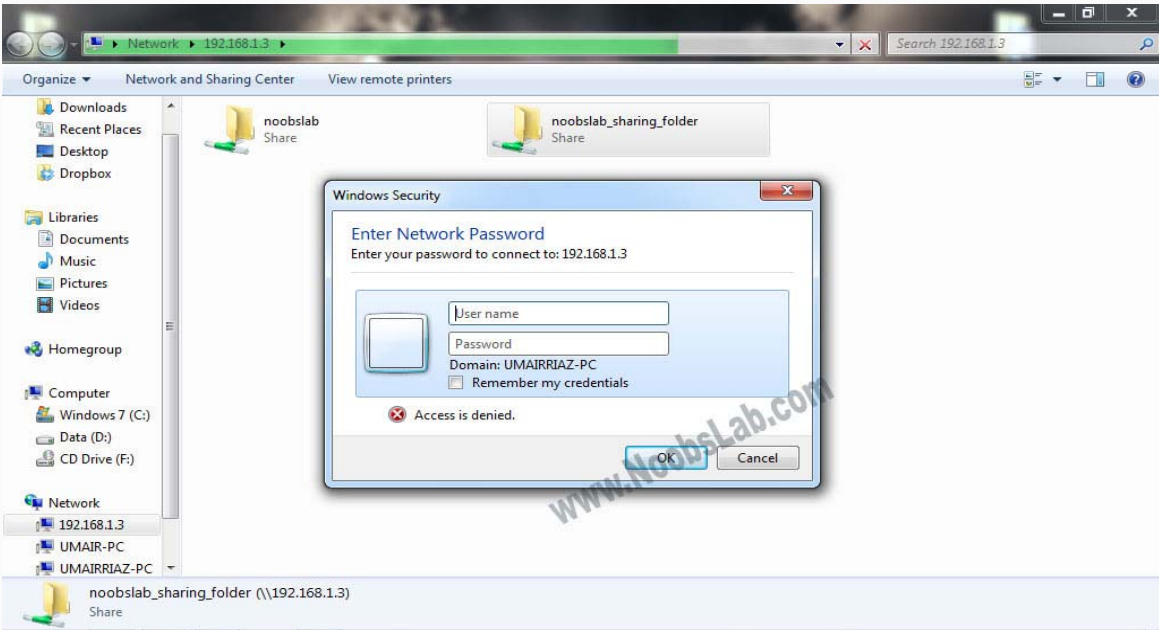 Network ▸ 192.168.1.3 ▸
Search 192.168.1.3
Organize ▾ Network and Sharing Center View remote printers
Downloads
Recent Places
Desktop
Dropbox
Libraries
Documents
Music
Pictures
Videos
Homegroup
Computer
Windows 7 (C:)
Data (D:)
CD Drive (F:)
Network
192.168.1.3
UMAIR-PC
UMAIRRIAZ-PC
noobslab
Share
noobslab_sharing_folder
Share
Windows Security
Enter Network Password
Enter your password to connect to: 192.168.1.3
User name
Password
Domain: UMAIRRIAZ-PC
Remember my credentials
Access is denied.
OK Cancel
www.NoobsLab.com
noobslab_sharing_folder (\\192.168.1.3)
Share